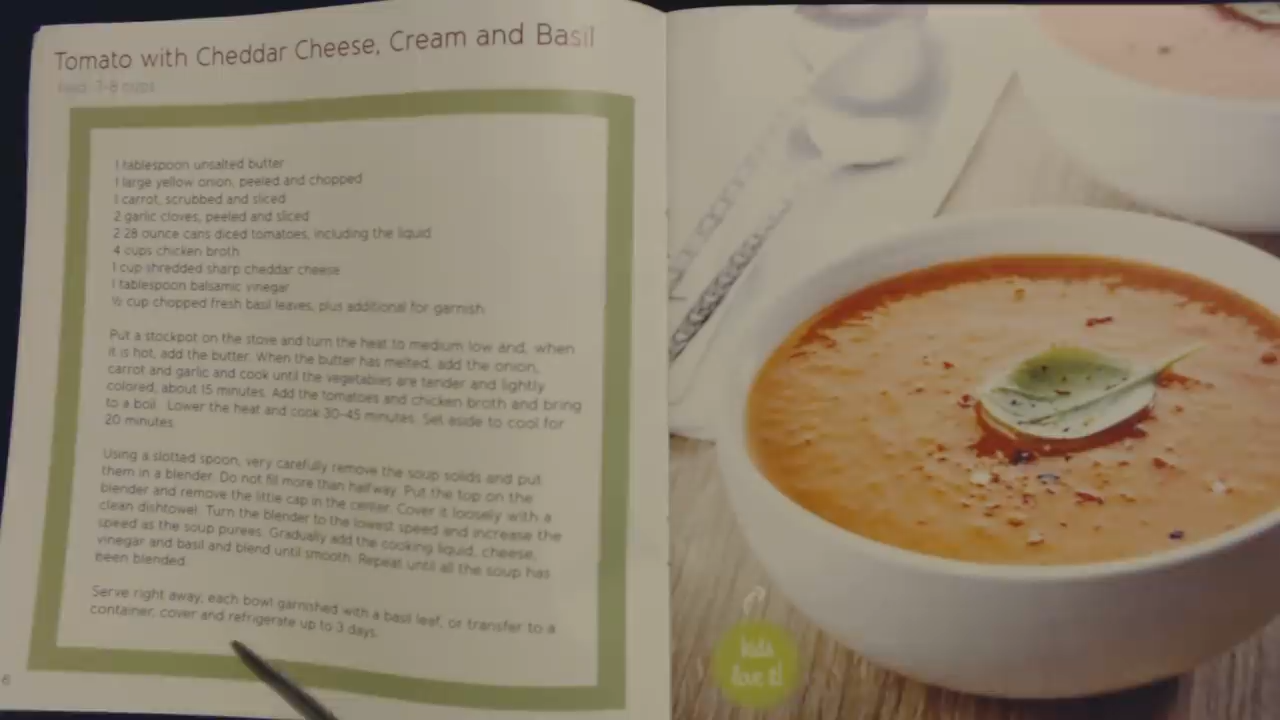 Tomato with Cheddar Cheese, Cream and Basil
Yield: 7-8 cups
1 tablespoon unsalted butter
1 large yellow onion, peeled and chopped
1 carrot, scrubbed and sliced
2 garlic cloves, peeled and sliced
2 28 ounce cans diced tomatoes, including the liquid
4 cups chicken broth
1 cup shredded sharp cheddar cheese
1 tablespoon balsamic vinegar
½ cup chopped fresh basil leaves, plus additional for garnish
Put a stockpot on the stove and turn the heat to medium low and, when
it is hot, add the butter. When the butter has melted, add the onion,
carrot and garlic and cook until the vegetables are tender and lightly
colored, about 15 minutes. Add the tomatoes and chicken broth and bring
to a boil. Lower the heat and cook 30-45 minutes. Set aside to cool for
20 minutes.
Using a slotted spoon, very carefully remove the soup solids and put
them in a blender. Do not fill more than halfway. Put the top on the
blender and remove the little cap in the center. Cover it loosely with a
clean dishtowel. Turn the blender to the lowest speed and increase the
speed as the soup purees. Gradually add the cooking liquid, cheese,
vinegar and basil and blend until smooth. Repeat until all the soup has
been blended.
Serve right away, each bowl garnished with a basil leaf, or transfer to a
container, cover and refrigerate up to 3 days.
6
kids
love it!